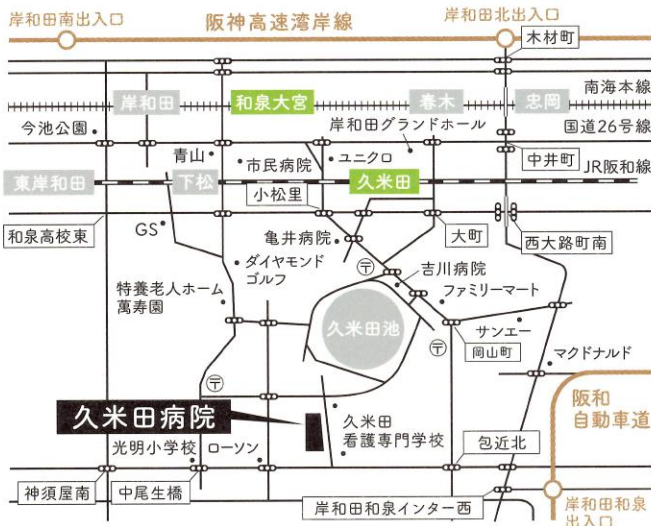 岸和田南出入口
阪神高速湾岸線
岸和田北出入口
木材町
岸和田
和泉大宮
春木
忠岡
南海本線
今池公園
岸和田グランドホール
国道26号線
青山
市民病院
ユニクロ
中井町
JR阪和線
東岸和田
下松
久米田
小松里
和泉高校東
GS
亀井病院
大町
西大路町南
ダイヤモンド
ゴルフ
〒
吉川病院
特養老人ホーム
萬寿園
ファミリーマート
久米田池
サンエー
〒
岡山町
マクドナルド
〒
阪和
自動車道
久米田病院
久米田
看護専門学校
光明小学校
ローソン
包近北
神須屋南
中尾生橋
岸和田和泉インター西
岸和田和泉
出入口